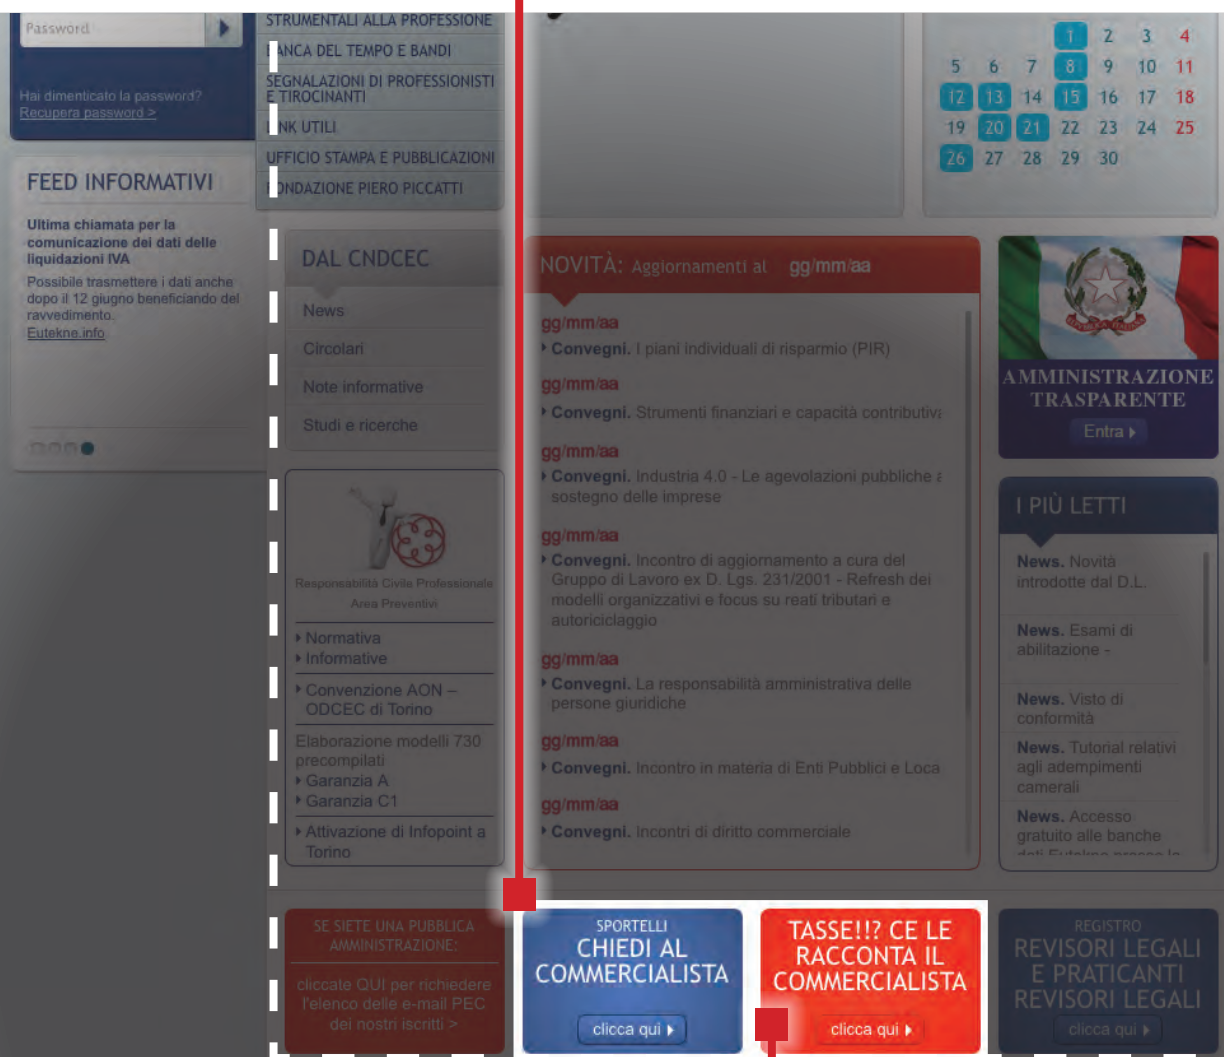 Password
Hai dimenticato la password?
Recupera password >
FEED INFORMATIVI
Ultima chiamata per la
comunicazione dei dati delle
liquidazioni IVA
Possibile trasmettere i dati anche
dopo il 12 giugno beneficiando del
ravvedimento.
Eutekne.info
STRUMENTALI ALLA PROFESSIONE
BANCA DEL TEMPO E BANDI
SEGNALAZIONI DI PROFESSIONISTI
E TIROCINANTI
LINK UTILI
UFFICIO STAMPA E PUBBLICAZIONI
FONDAZIONE PIERO PICCATTI
1 2 3 4
5 6 7 8 9 10 11
12 13 14 15 16 17 18
19 20 21 22 23 24 25
26 27 28 29 30
DAL CNDCEC
News
Circolari
Note informative
Studi e ricerche
Responsabilità Civile Professionale
Area Preventivi
Normativa
Informative
Convenzione AON –
ODCEC di Torino
Elaborazione modelli 730
precompilati
Garanzia A
Garanzia C1
Attivazione di Infopoint a
Torino
NOVITÀ: Aggiornamenti al gg/mm/aa
gg/mm/aa
Convegni. I piani individuali di risparmio (PIR)
gg/mm/aa
Convegni. Strumenti finanziari e capacità contributiva
gg/mm/aa
Convegni. Industria 4.0 - Le agevolazioni pubbliche a
sostegno delle imprese
gg/mm/aa
Convegni. Incontro di aggiornamento a cura del
Gruppo di Lavoro ex D. Lgs. 231/2001 - Refresh dei
modelli organizzativi e focus su reati tributari e
autoriciclaggio
gg/mm/aa
Convegni. La responsabilità amministrativa delle
persone giuridiche
gg/mm/aa
Convegni. Incontro in materia di Enti Pubblici e Loca
gg/mm/aa
Convegni. Incontri di diritto commerciale
REPUBBLICA ITALIANA
AMMINISTRAZIONE
TRASPARENTE
Entra
I PIÙ LETTI
News. Novità
introdotte dal D.L.
News. Esami di
abilitazione -
News. Visto di
conformità
News. Tutorial relativi
agli adempimenti
camerali
News. Accesso
gratuito alle banche
dati Eutekne presso la
SE SIETE UNA PUBBLICA
AMMINISTRAZIONE:
cliccate QUI per richiedere
l'elenco delle e-mail PEC
dei nostri iscritti >
SPORTELLI
CHIEDI AL
COMMERCIALISTA
clicca qui
TASSE!!? CE LE
RACCONTA IL
COMMERCIALISTA
clicca qui
REGISTRO
REVISORI LEGALI
E PRATICANTI
REVISORI LEGALI
clicca qui